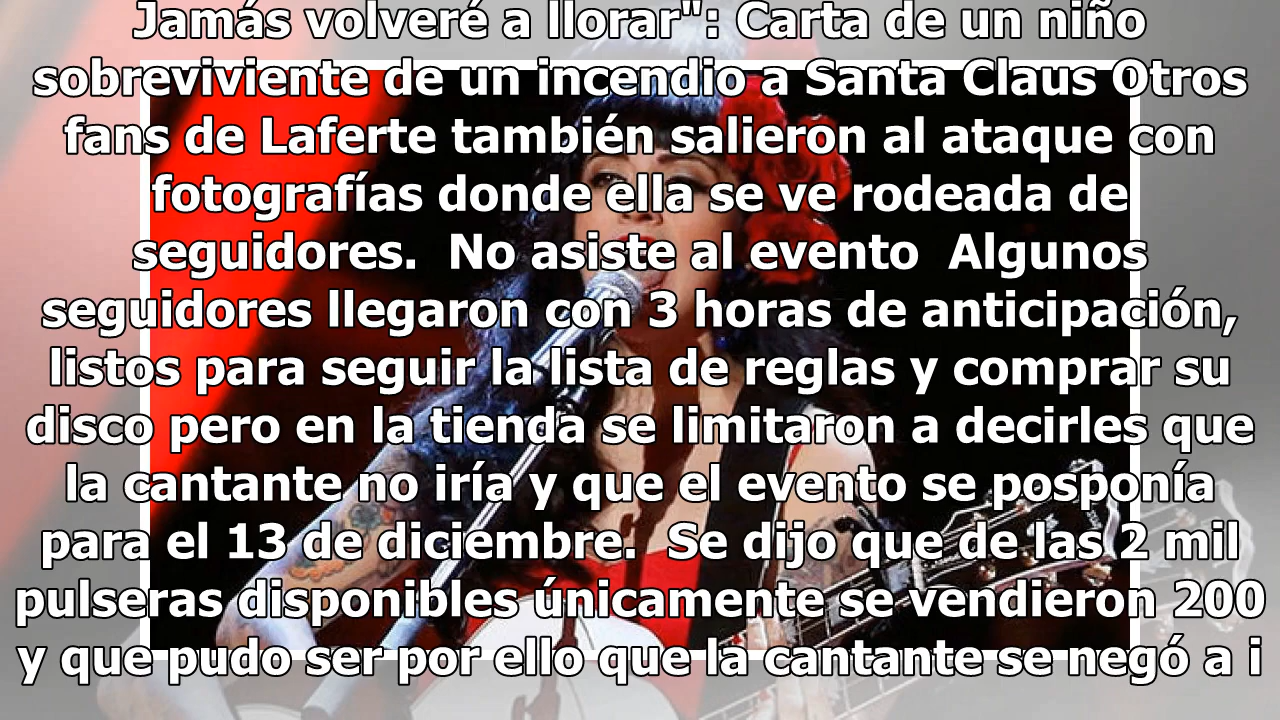 Jamás volveré a llorar": Carta de un niño
sobreviviente de un incendio a Santa Claus Otros
fans de Laferte también salieron al ataque con
fotografías donde ella se ve rodeada de
seguidores.  No asiste al evento  Algunos
seguidores llegaron con 3 horas de anticipación,
listos para seguir la lista de reglas y comprar su
disco pero en la tienda se limitaron a decirles que
la cantante no iría y que el evento se posponía
para el 13 de diciembre.  Se dijo que de las 2 mil
pulseras disponibles únicamente se vendieron 200
y que pudo ser por ello que la cantante se negó a i